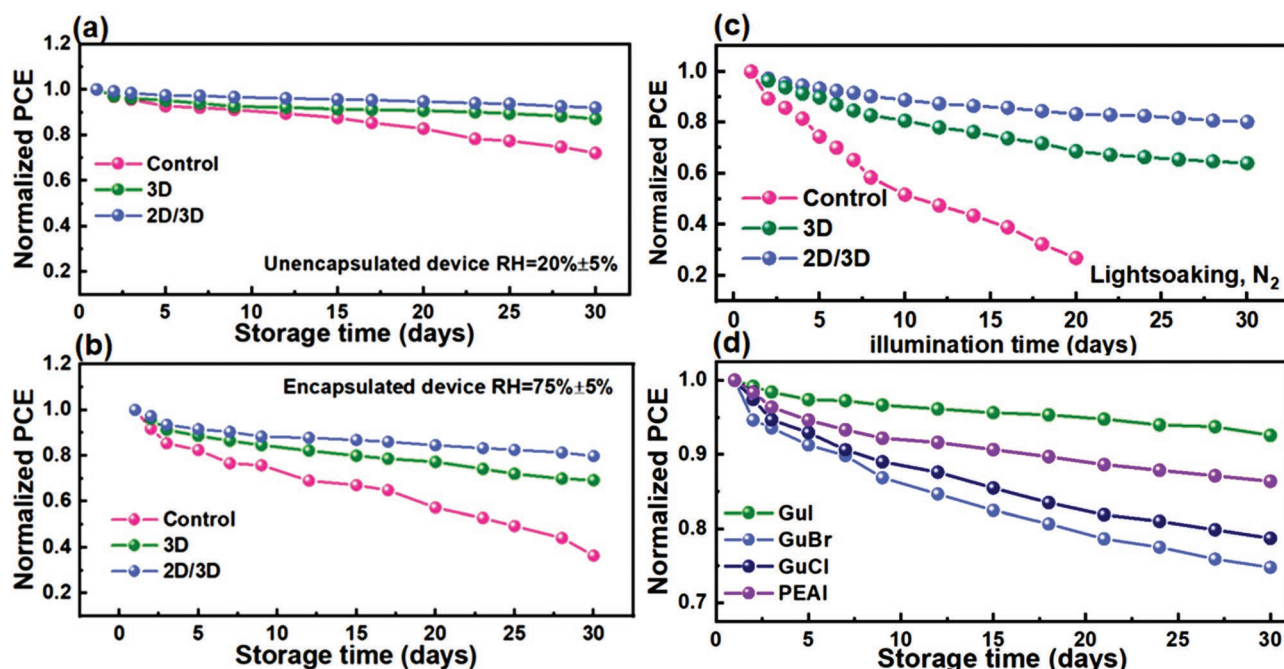 (a)
1.2
1.0
0.8
0.6
0.4
0.2
Normalized PCE
Control
3D
2D/3D
Unencapsulated device RH=20%±5%
0 5 10 15 20 25 30
Storage time (days)
(b)
1.2
1.0
0.8
0.6
0.4
0.2
Normalized PCE
Encapsulated device RH=75%±5%
Control
3D
2D/3D
0 5 10 15 20 25 30
Storage time (days)
(c)
1.0
0.8
0.6
0.4
0.2
Normalized PCE
Control
3D
2D/3D
Lightsoaking, N₂
0 5 10 15 20 25 30
illumination time (days)
(d)
1.0
0.9
0.8
0.7
Normalized PCE
GuI
GuBr
GuCl
PEAI
0 5 10 15 20 25 30
Storage time (days)